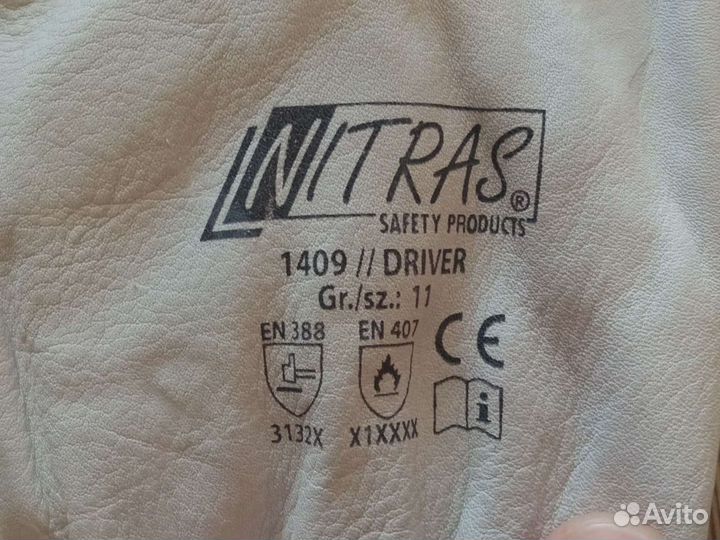 NITRAS®
SAFETY PRODUCTS
1409 // DRIVER
Gr./sz.: 11
EN 388 EN 407
CE
i
3132X X1XXXX
Avito